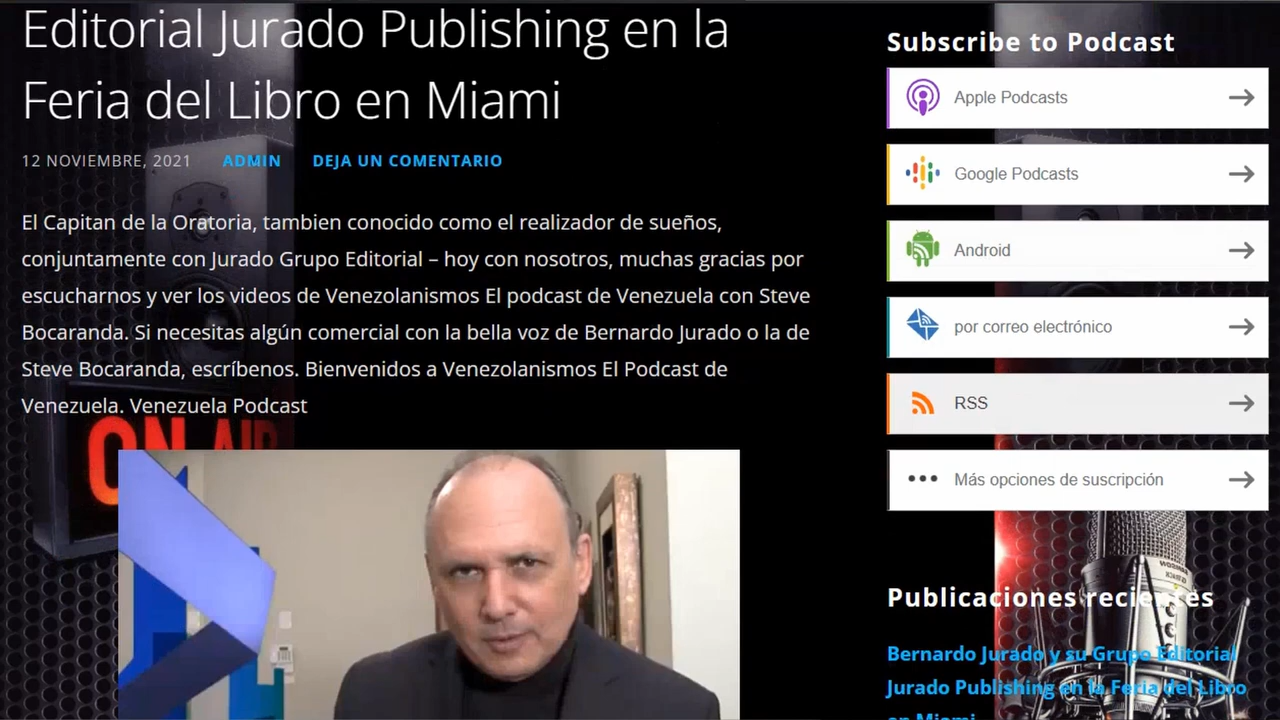 Editorial Jurado Publishing en la
Feria del Libro en Miami
12 NOVIEMBRE, 2021 ADMIN DEJA UN COMENTARIO
El Capitan de la Oratoria, tambien conocido como el realizador de sueños,
conjuntamente con Jurado Grupo Editorial – hoy con nosotros, muchas gracias por
escucharnos y ver los videos de Venezolanismos El podcast de Venezuela con Steve
Bocaranda. Si necesitas algún comercial con la bella voz de Bernardo Jurado o la de
Steve Bocaranda, escríbenos. Bienvenidos a Venezolanismos El Podcast de
Venezuela. Venezuela Podcast
ON AIR
Subscribe to Podcast
Apple Podcasts
Google Podcasts
Android
por correo electrónico
RSS
Más opciones de suscripción
SAMSON
Publicaciones recientes
Bernardo Jurado y su Grupo Editorial
Jurado Publishing en la Feria del Libro
en Miami